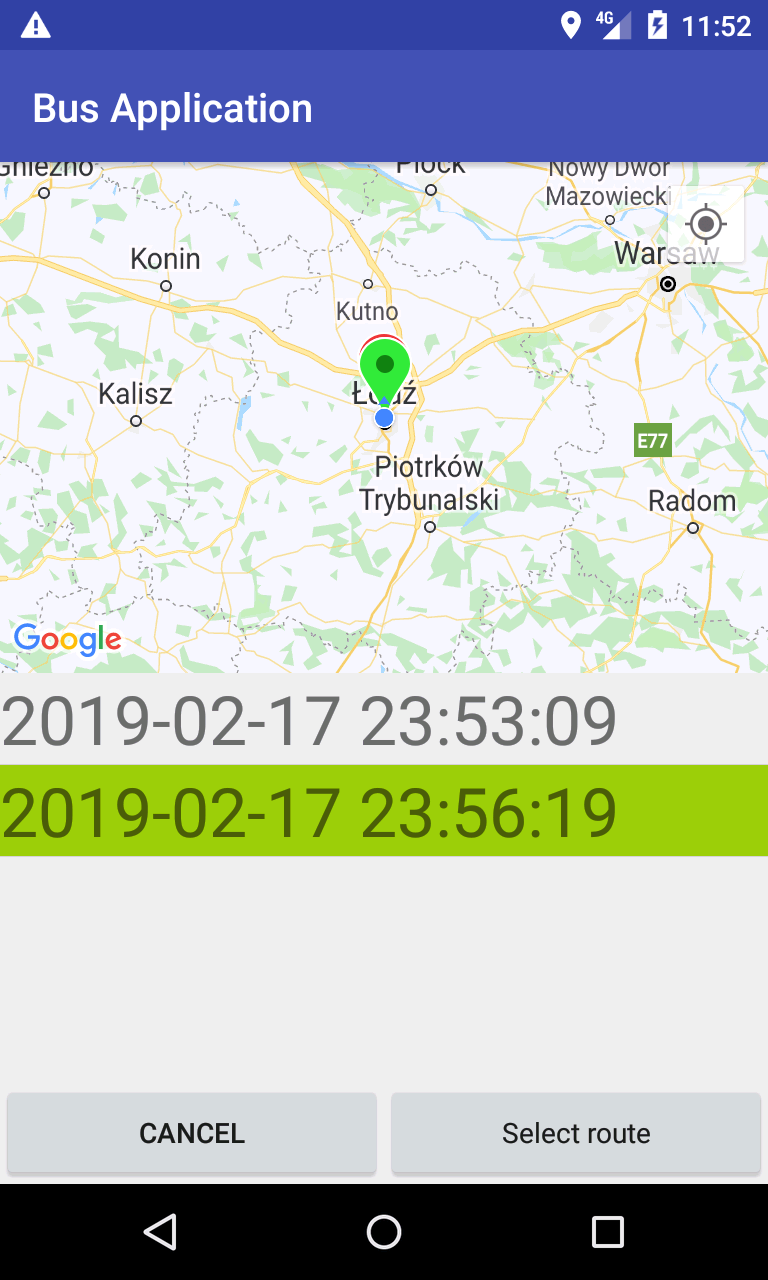 4G 11:52
Bus Application
Gniezno
Płock
Nowy Dwór
Mazowiecki
Warsaw
Konin
Kutno
Kalisz
Łódź
E77
Piotrków
Trybunalski
Radom
Google
2019-02-17 23:53:09
2019-02-17 23:56:19
CANCEL
Select route